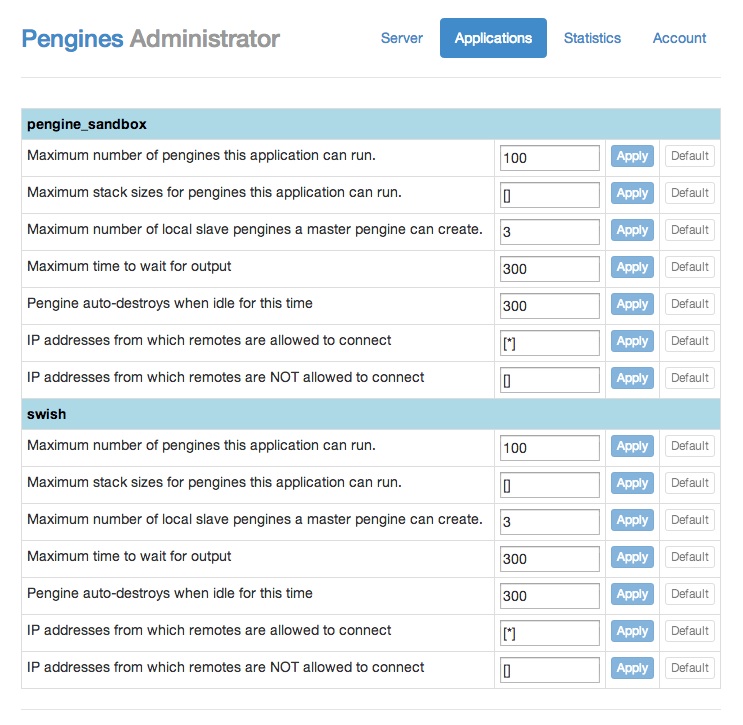 Pengines Administrator Server Applications Statistics Account
pengine_sandbox
Maximum number of pengines this application can run. 100 Apply Default
Maximum stack sizes for pengines this application can run. [] Apply Default
Maximum number of local slave pengines a master pengine can create. 3 Apply Default
Maximum time to wait for output 300 Apply Default
Pengine auto-destroys when idle for this time 300 Apply Default
IP addresses from which remotes are allowed to connect [*] Apply Default
IP addresses from which remotes are NOT allowed to connect [] Apply Default
swish
Maximum number of pengines this application can run. 100 Apply Default
Maximum stack sizes for pengines this application can run. [] Apply Default
Maximum number of local slave pengines a master pengine can create. 3 Apply Default
Maximum time to wait for output 300 Apply Default
Pengine auto-destroys when idle for this time 300 Apply Default
IP addresses from which remotes are allowed to connect [*] Apply Default
IP addresses from which remotes are NOT allowed to connect [] Apply Default